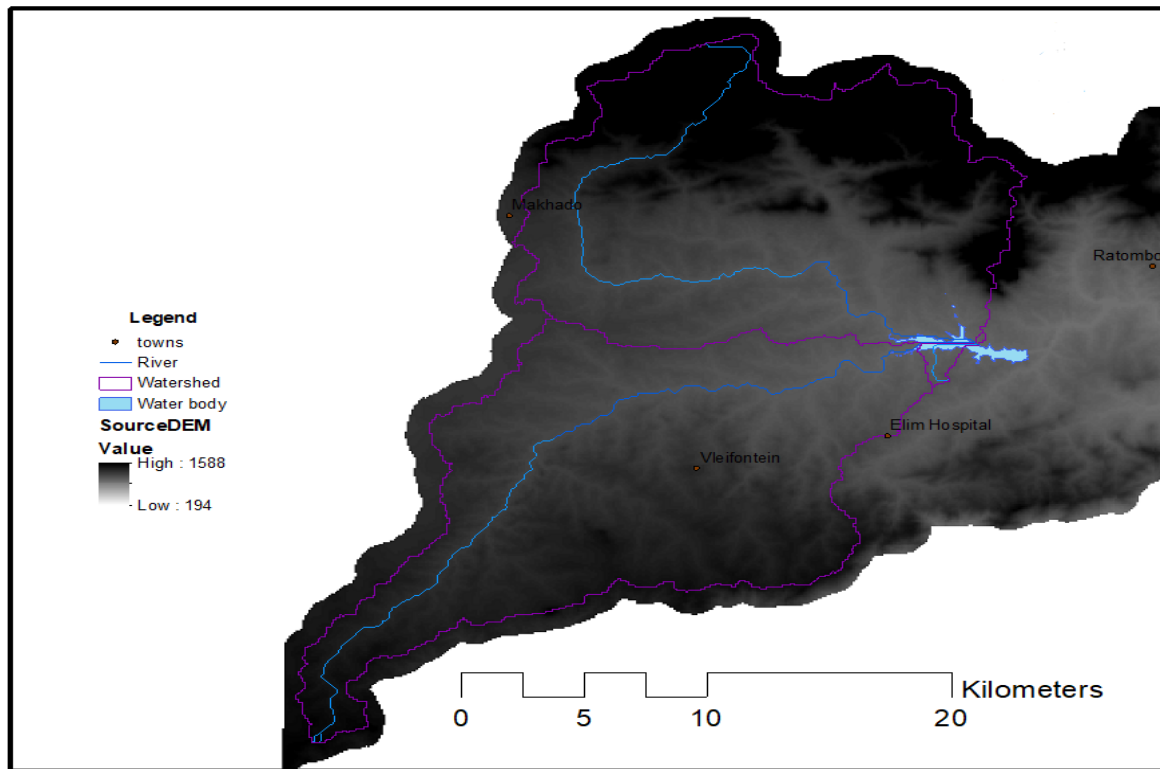 Makhado
Ratombo
Legend
towns
River
Watershed
Water body
SourceDEM
Value
High : 1588
Low : 194
Elim Hospital
Vleifontein
Kilometers
0 5 10 20